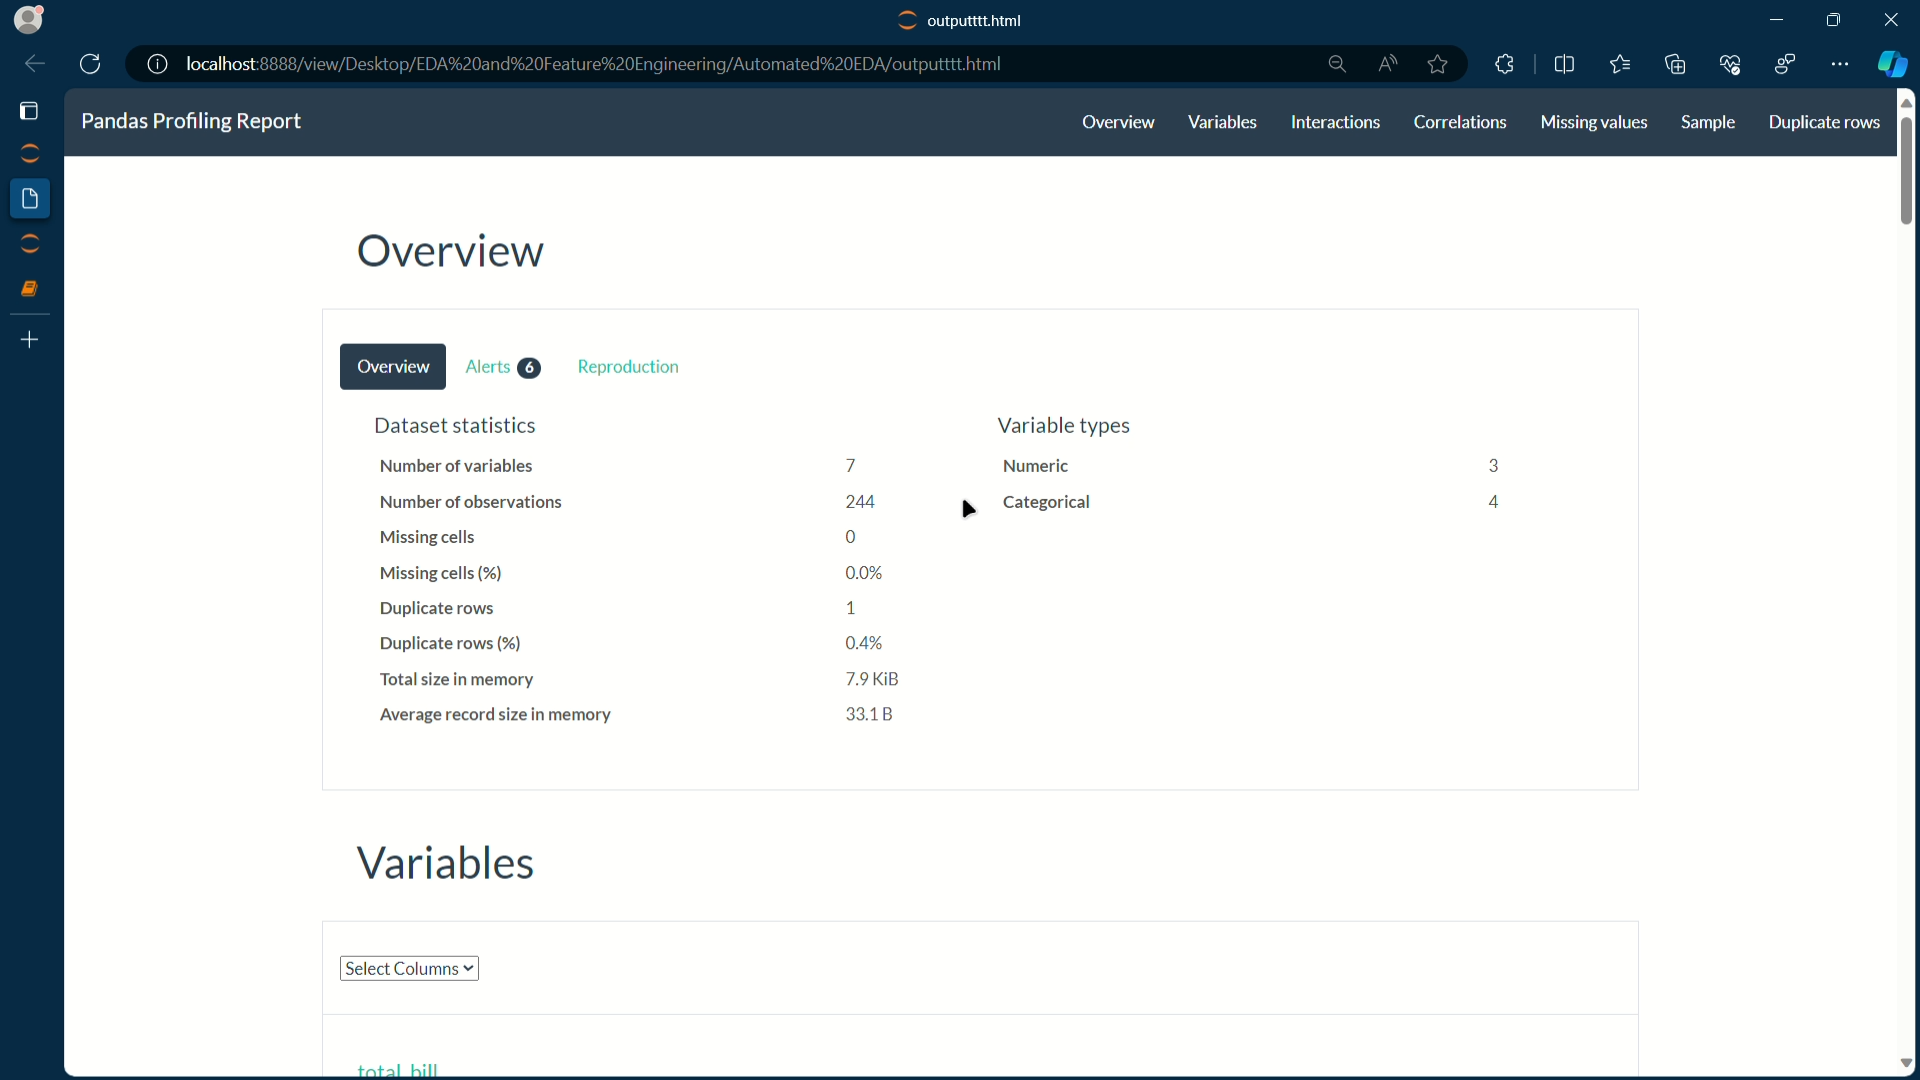 outputttt.html
localhost:8888/view/Desktop/EDA%20and%20Feature%20Engineering/Automated%20EDA/outputttt.html
Pandas Profiling Report
Overview Variables Interactions Correlations Missing values Sample Duplicate rows
Overview
Overview Alerts 6 Reproduction
Dataset statistics
Number of variables 7
Number of observations 244
Missing cells 0
Missing cells (%) 0.0%
Duplicate rows 1
Duplicate rows (%) 0.4%
Total size in memory 7.9 KiB
Average record size in memory 33.1 B
Variable types
Numeric 3
Categorical 4
Variables
Select Columns
total_bill